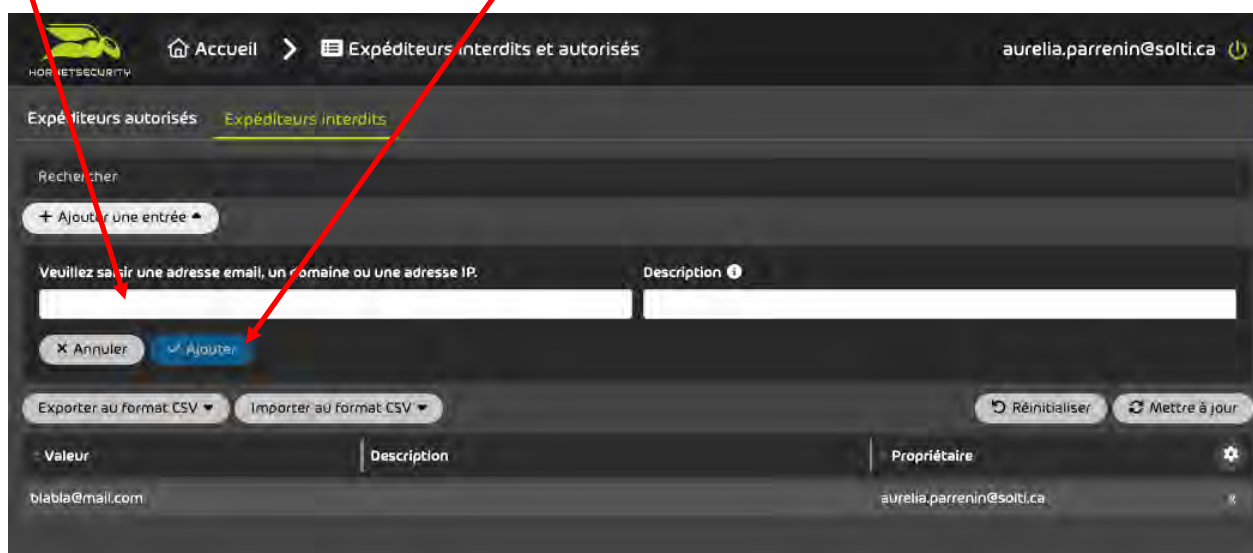 Accueil Expéditeurs interdits et autorisés aurelia.parrenin@solti.ca
HORNETSECURITY
Expéditeurs autorisés Expéditeurs interdits
Rechercher
+ Ajouter une entrée
Veuillez saisir une adresse email, un domaine ou une adresse IP. Description
Annuler Ajouter
Exporter au format CSV Importer au format CSV Réinitialiser Mettre à jour
Valeur Description Propriétaire
blabla@mail.com aurelia.parrenin@solti.ca